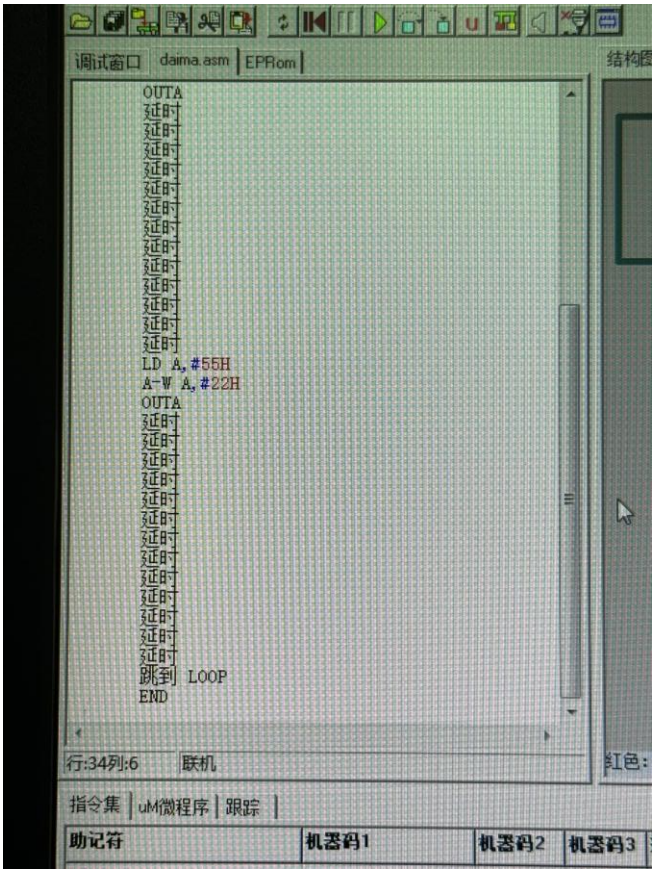 u
调试窗口 daima.asm EPRom
结构图
OUTA
延时
延时
延时
延时
延时
延时
延时
延时
延时
延时
延时
延时
延时
LD A,#55H
A-W A,#22H
OUTA
延时
延时
延时
延时
延时
延时
延时
延时
延时
延时
延时
延时
延时
跳到 LOOP
END
行:34列:6 联机
红色:
指令集 uM微程序 跟踪
助记符 机器码1 机器码2 机器码3